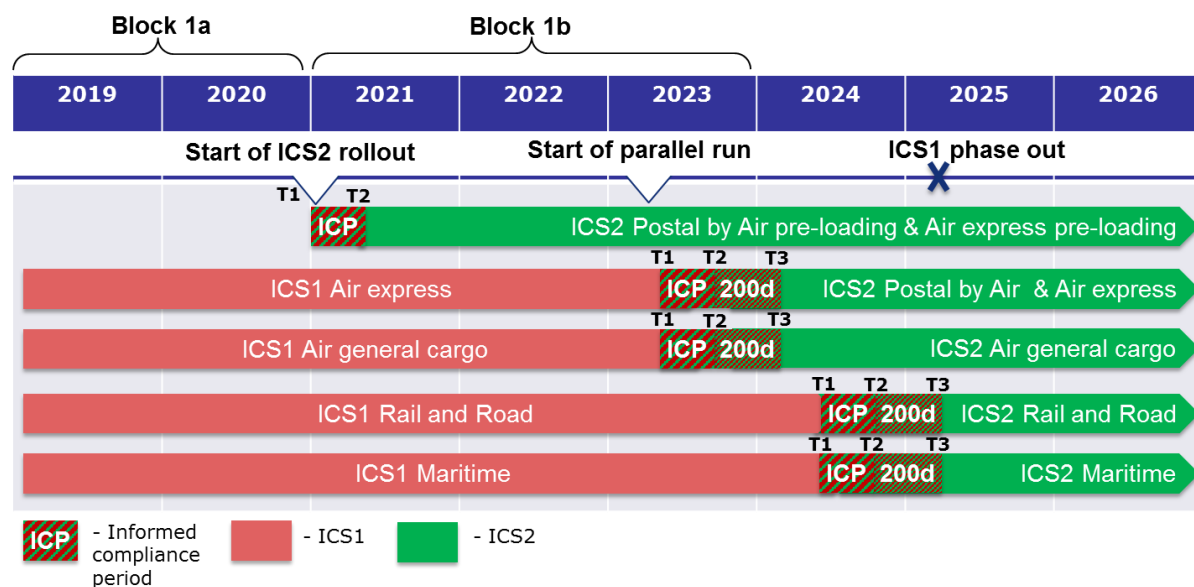 Block 1a
Block 1b
2019 2020 2021 2022 2023 2024 2025 2026
Start of ICS2 rollout
Start of parallel run
ICS1 phase out
T1 T2
ICP
ICS2 Postal by Air pre-loading & Air express pre-loading
T1 T2 T3
ICS1 Air express
ICP 200d
ICS2 Postal by Air & Air express
T1 T2 T3
ICS1 Air general cargo
ICP 200d
ICS2 Air general cargo
T1 T2 T3
ICS1 Rail and Road
ICP 200d
ICS2 Rail and Road
T1 T2 T3
ICS1 Maritime
ICP 200d
ICS2 Maritime
ICP
- Informed
compliance
period
- ICS1
- ICS2